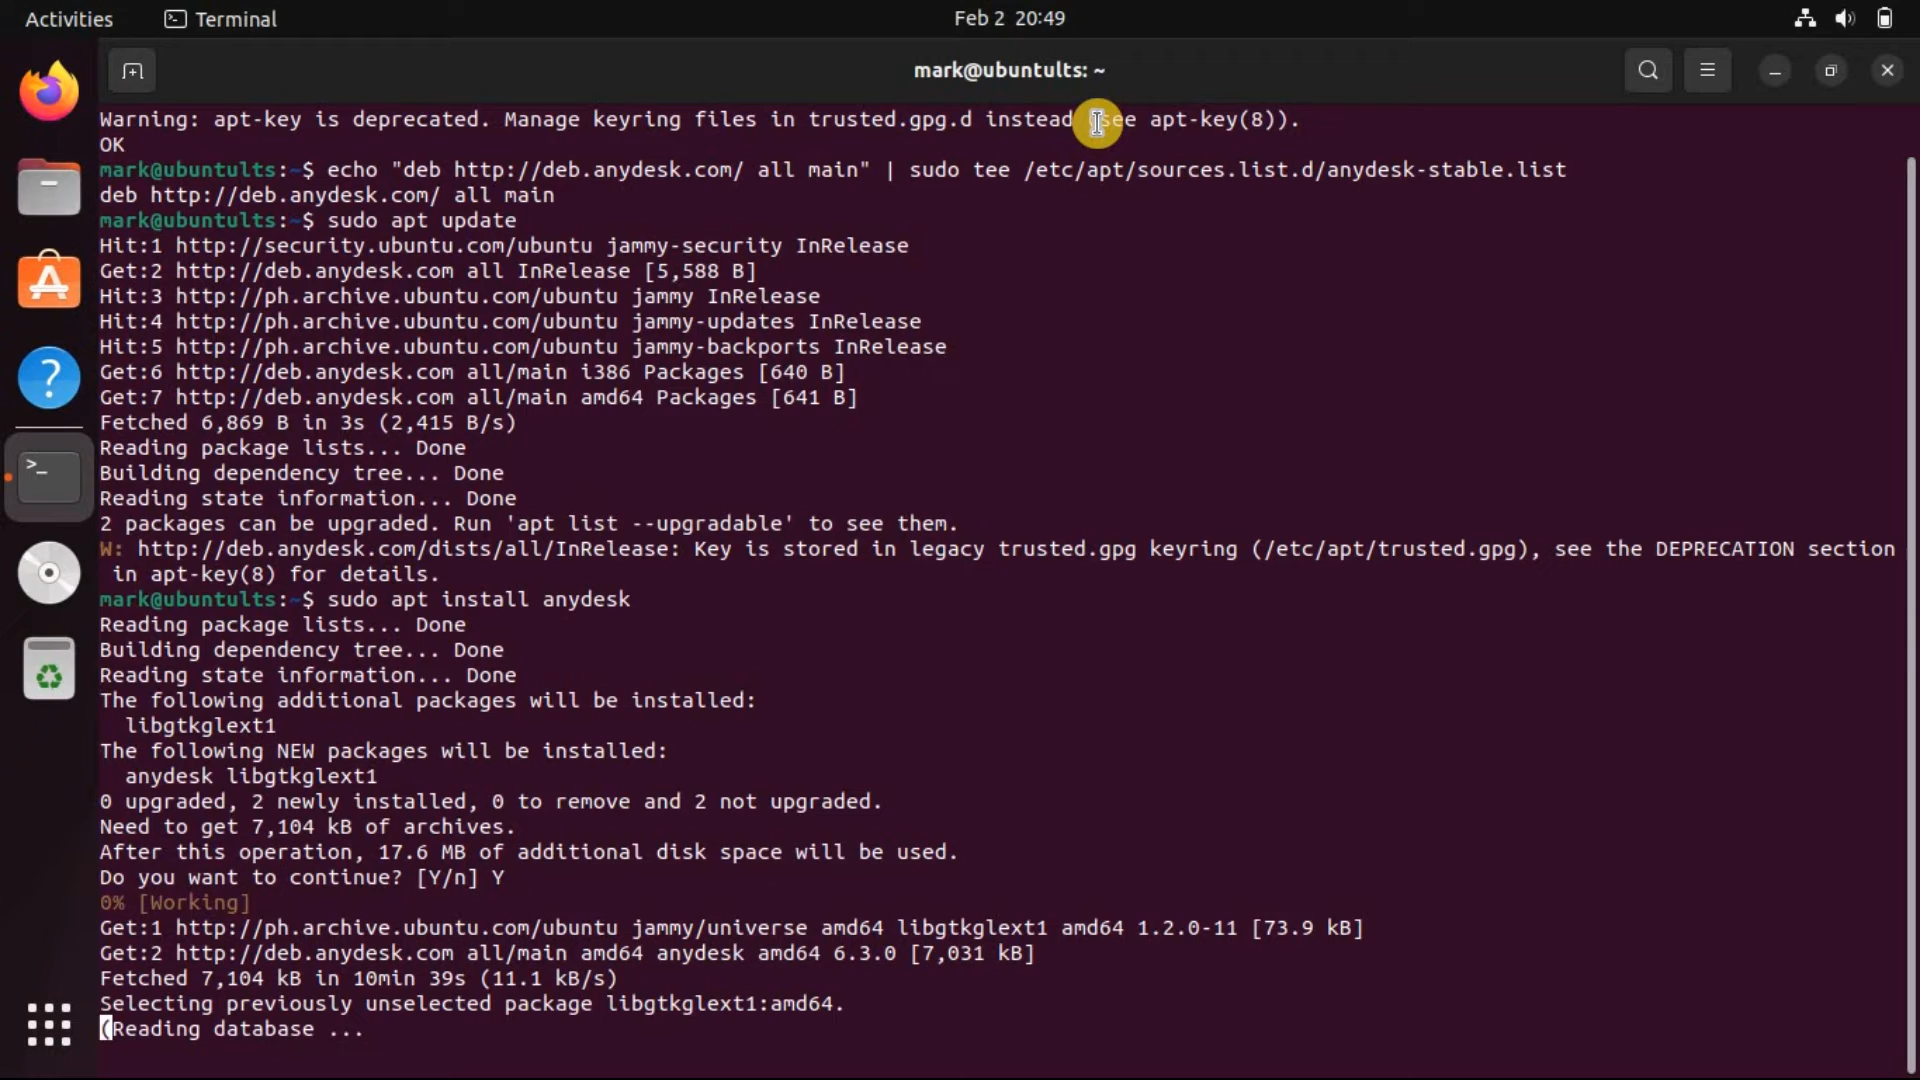 Activities Terminal Feb 2 20:49
mark@ubuntults: ~
Warning: apt-key is deprecated. Manage keyring files in trusted.gpg.d instead (see apt-key(8)).
OK
mark@ubuntults:~$ echo "deb http://deb.anydesk.com/ all main" | sudo tee /etc/apt/sources.list.d/anydesk-stable.list
deb http://deb.anydesk.com/ all main
mark@ubuntults:~$ sudo apt update
Hit:1 http://security.ubuntu.com/ubuntu jammy-security InRelease
Get:2 http://deb.anydesk.com all InRelease [5,588 B]
Hit:3 http://ph.archive.ubuntu.com/ubuntu jammy InRelease
Hit:4 http://ph.archive.ubuntu.com/ubuntu jammy-updates InRelease
Hit:5 http://ph.archive.ubuntu.com/ubuntu jammy-backports InRelease
Get:6 http://deb.anydesk.com all/main i386 Packages [640 B]
Get:7 http://deb.anydesk.com all/main amd64 Packages [641 B]
Fetched 6,869 B in 3s (2,415 B/s)
Reading package lists... Done
Building dependency tree... Done
Reading state information... Done
2 packages can be upgraded. Run 'apt list --upgradable' to see them.
W: http://deb.anydesk.com/dists/all/InRelease: Key is stored in legacy trusted.gpg keyring (/etc/apt/trusted.gpg), see the DEPRECATION section
in apt-key(8) for details.
mark@ubuntults:~$ sudo apt install anydesk
Reading package lists... Done
Building dependency tree... Done
Reading state information... Done
The following additional packages will be installed:
libgtkglext1
The following NEW packages will be installed:
anydesk libgtkglext1
0 upgraded, 2 newly installed, 0 to remove and 2 not upgraded.
Need to get 7,104 kB of archives.
After this operation, 17.6 MB of additional disk space will be used.
Do you want to continue? [Y/n] Y
0% [Working]
Get:1 http://ph.archive.ubuntu.com/ubuntu jammy/universe amd64 libgtkglext1 amd64 1.2.0-11 [73.9 kB]
Get:2 http://deb.anydesk.com all/main amd64 anydesk amd64 6.3.0 [7,031 kB]
Fetched 7,104 kB in 10min 39s (11.1 kB/s)
Selecting previously unselected package libgtkglext1:amd64.
(Reading database ...